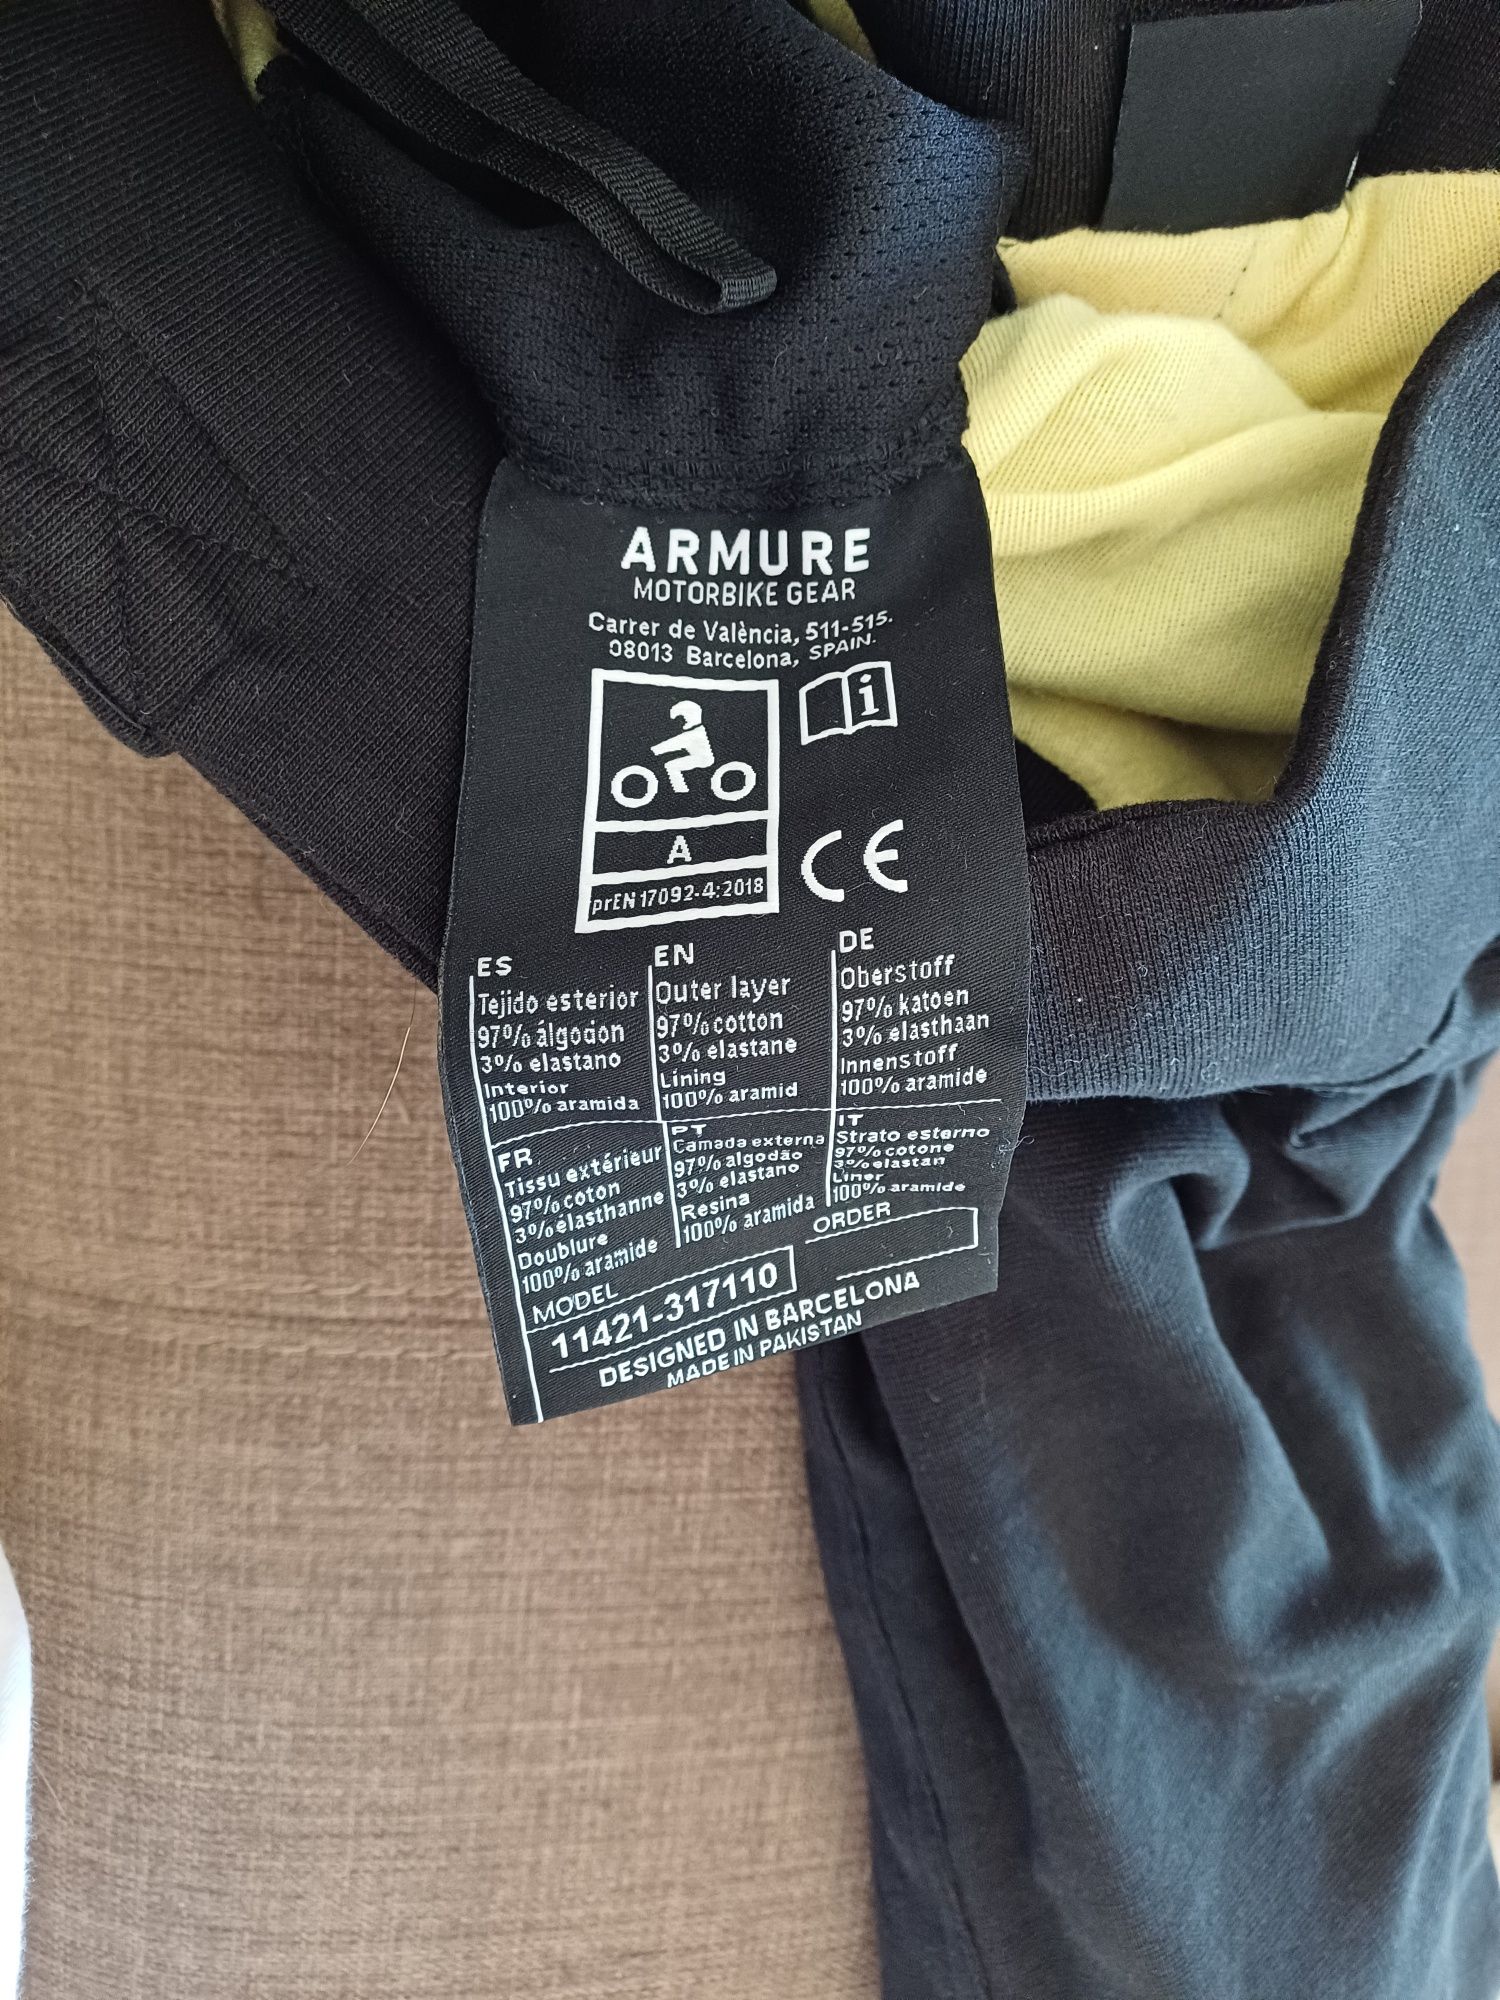 ARMURE
MOTORBIKE GEAR
Carrer de València, 511-515.
08013 Barcelona, SPAIN.
i
A
prEN 17092-4:2018
CE
ES
Tejido esterior
97% álgodon
3% elastano
Interior
100% aramida
EN
Outer layer
97% cotton
3% elastane
Lining
100% aramid
DE
Oberstoff
97% katoen
3% elasthaan
Innenstoff
100% aramide
FR
Tissu extérieur
97% coton
3% élasthanne
Doublure
100% aramide
PT
Camada externa
97% algodão
3% elastano
Resina
100% aramida
IT
Strato esterno
97% cotone
3% elastan
Liner
100% aramide
MODEL
11421-317110
ORDER
DESIGNED IN BARCELONA
MADE IN PAKISTAN